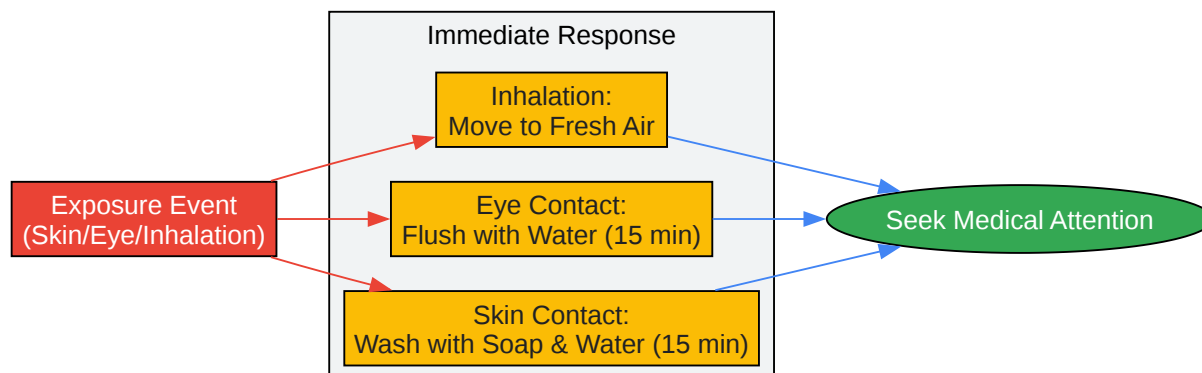 Immediate Response
Inhalation:
Move to Fresh Air
Exposure Event
(Skin/Eye/Inhalation)
Eye Contact:
Flush with Water (15 min)
Seek Medical Attention
Skin Contact:
Wash with Soap & Water (15 min)